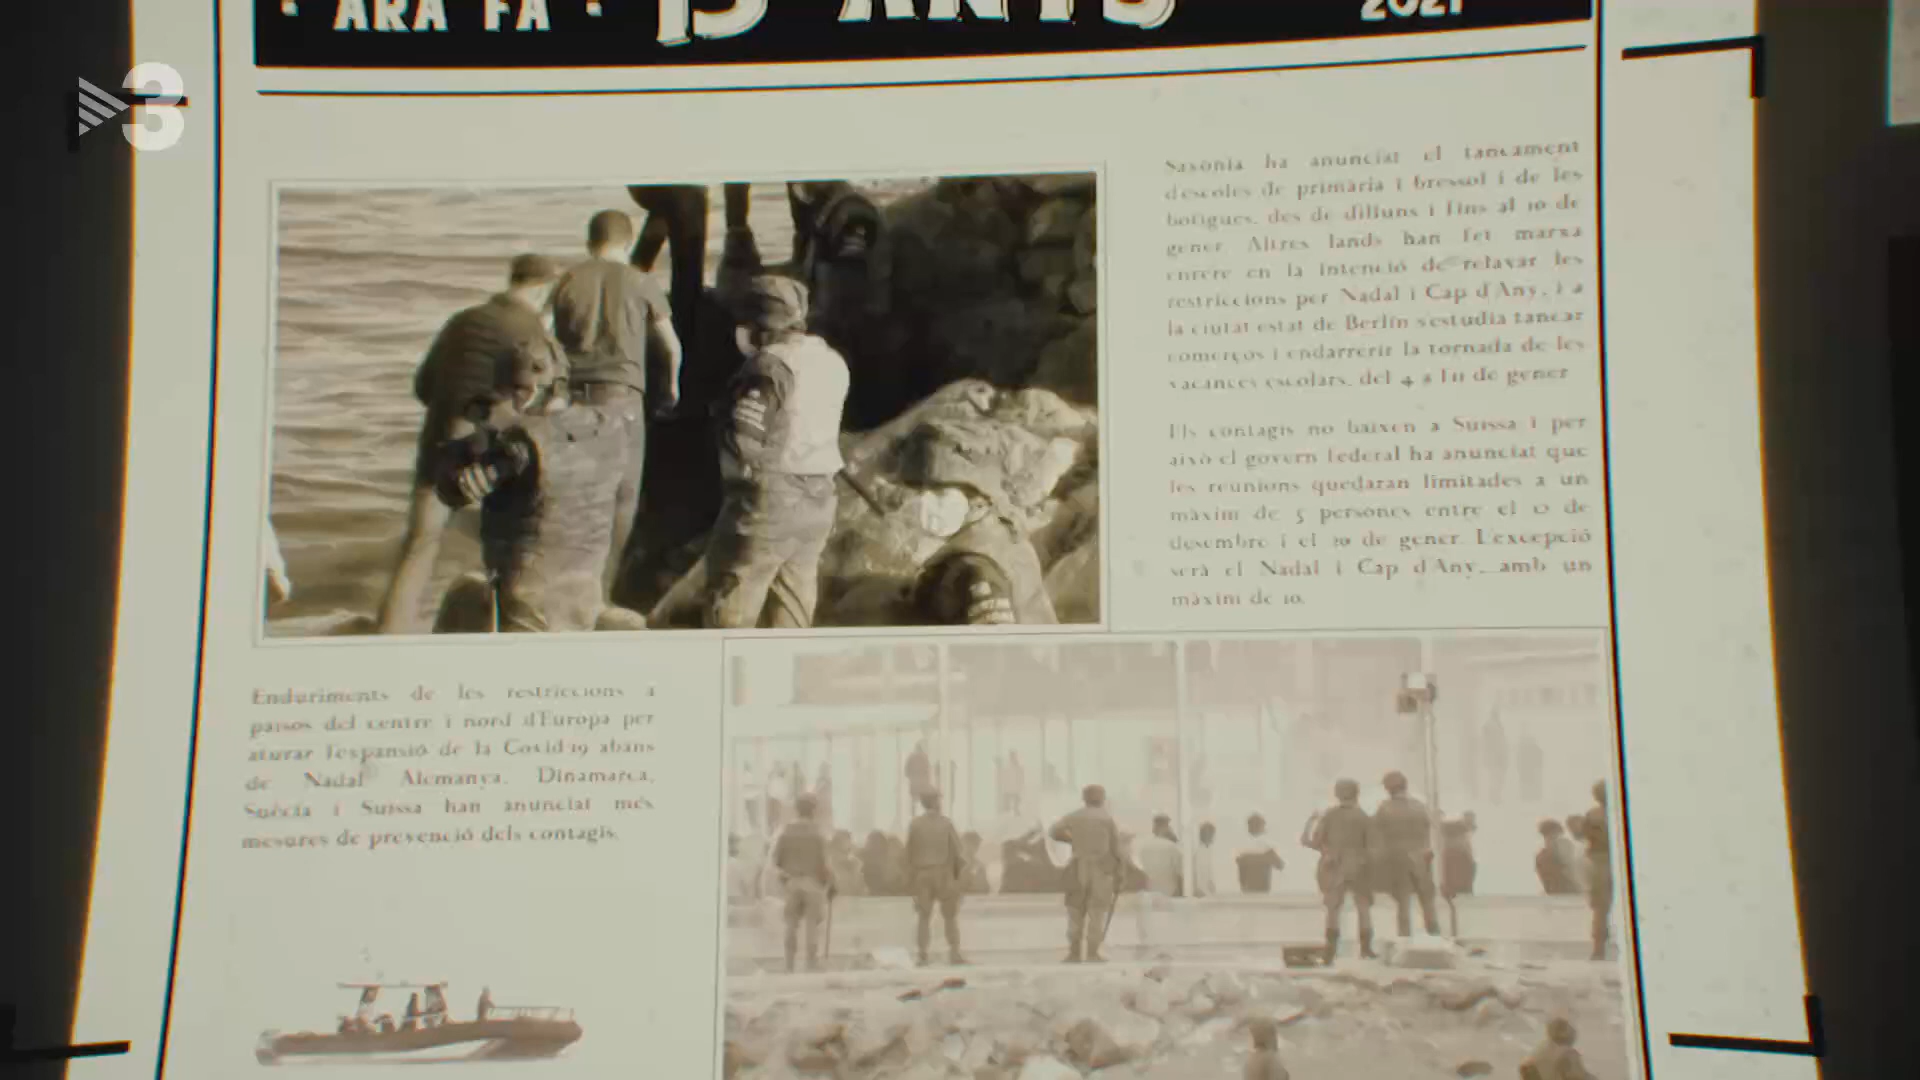 · ARA FA · 15 ANYS 2021
3
Saxònia ha anunciat el tancament
d'escoles de primària i bressol i de les
botigues, des de dilluns i fins al 10 de
gener. Altres lands han fet marxa
enrere en la intenció de relaxar les
restriccions per Nadal i Cap d'Any, i a
la ciutat estat de Berlín s'estudia tancar
comerços i endarrerir la tornada de les
vacances escolars, del 4 a l'11 de gener
Els contagis no baixen a Suïssa i per
això el govern federal ha anunciat que
les reunions quedaran limitades a un
màxim de 5 persones entre el de
desembre i el 20 de gener. L'excepció
serà el Nadal i Cap d'Any, amb un
màxim de 10.
Enduriments de les restriccions a
països del centre i nord d'Europa per
aturar l'expansió de la Covid-19 abans
de Nadal Alemanya, Dinamarca,
Suècia i Suïssa han anunciat més
mesures de prevenció dels contagis.